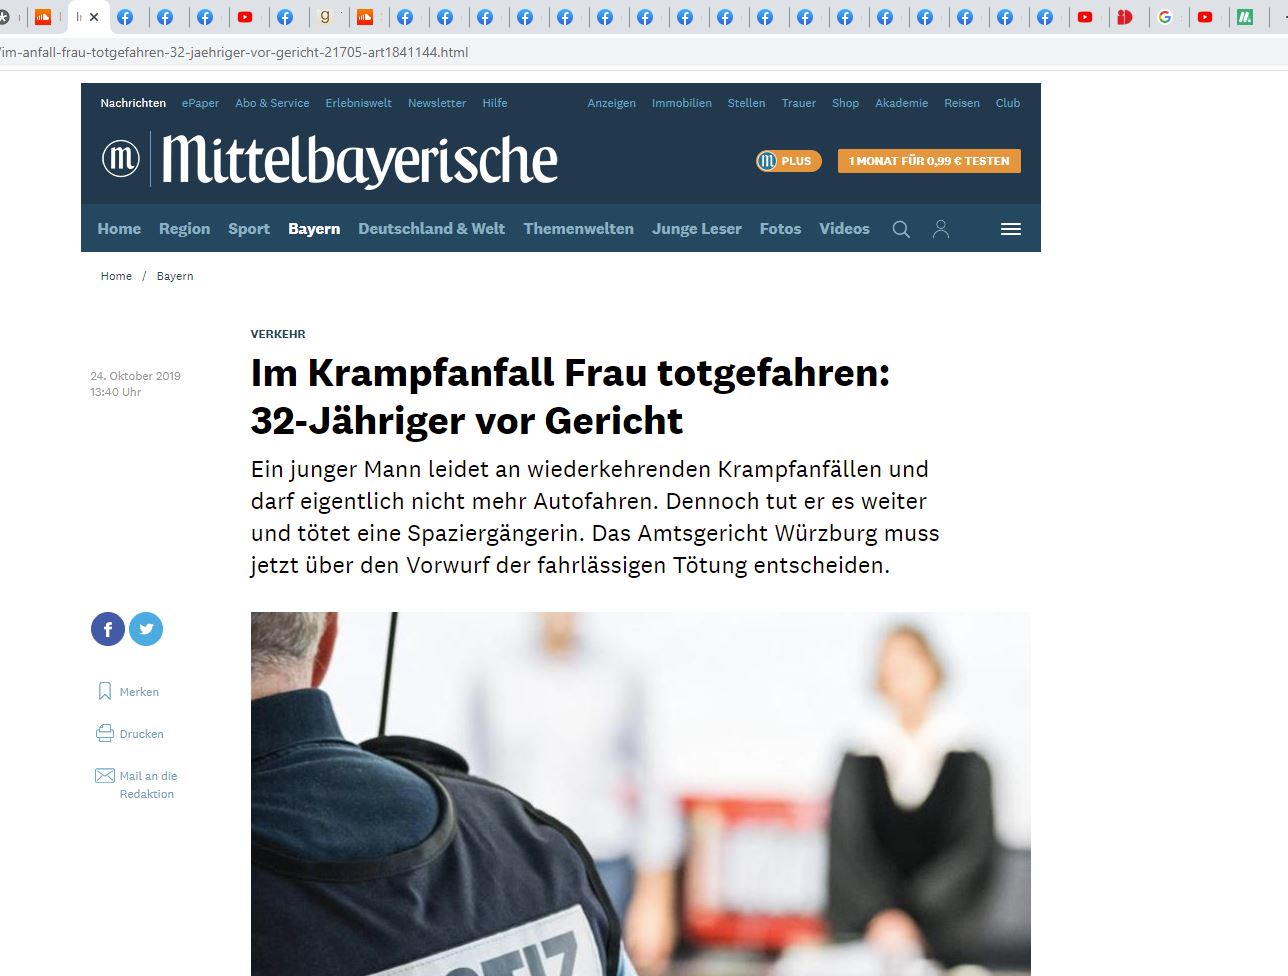 /im-anfall-frau-totgefahren-32-jaehriger-vor-gericht-21705-art1841144.html
Nachrichten ePaper Abo & Service Erlebniswelt Newsletter Hilfe Anzeigen Immobilien Stellen Trauer Shop Akademie Reisen Club
m Mittelbayerische
m PLUS
1 MONAT FÜR 0,99 € TESTEN
Home Region Sport Bayern Deutschland & Welt Themenwelten Junge Leser Fotos Videos
Home / Bayern
VERKEHR
24. Oktober 2019
13:40 Uhr
Im Krampfanfall Frau totgefahren:
32-Jähriger vor Gericht
Ein junger Mann leidet an wiederkehrenden Krampfanfällen und
darf eigentlich nicht mehr Autofahren. Dennoch tut er es weiter
und tötet eine Spaziergängerin. Das Amtsgericht Würzburg muss
jetzt über den Vorwurf der fahrlässigen Tötung entscheiden.
Merken
Drucken
Mail an die
Redaktion